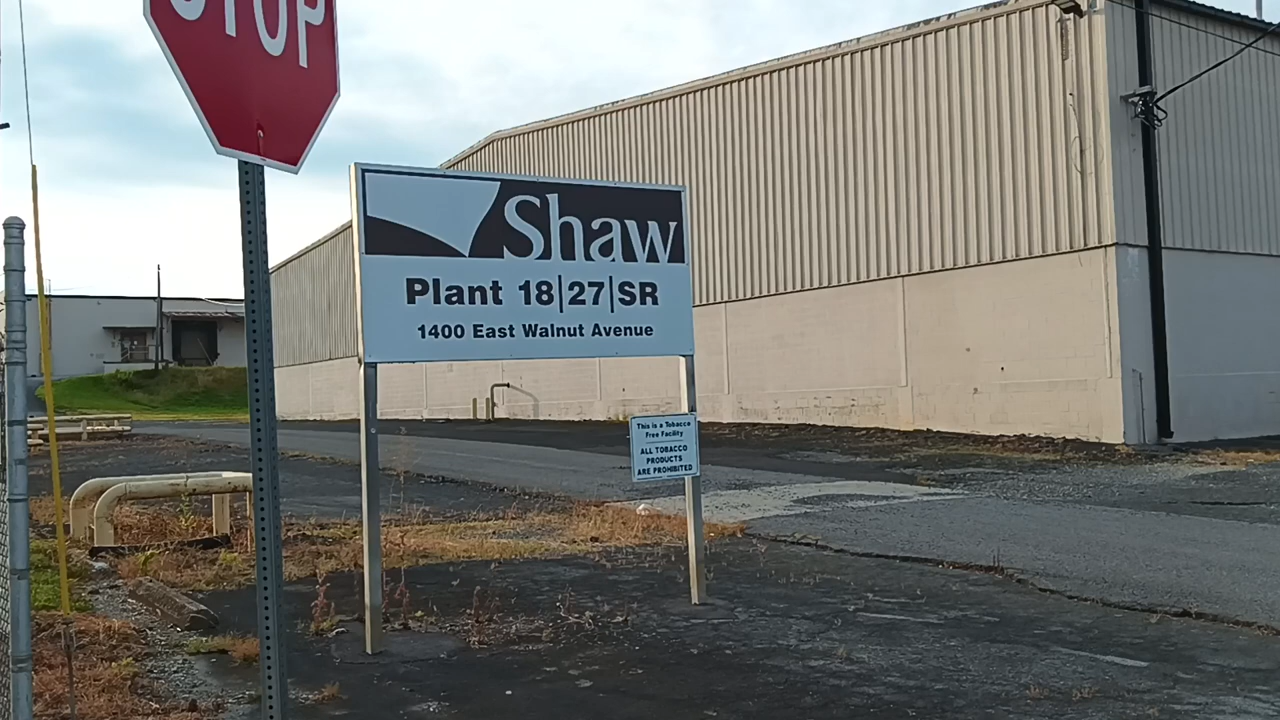 STOP
Shaw
Plant 18|27|SR
1400 East Walnut Avenue
This is a Tobacco
Free Facility
ALL TOBACCO
PRODUCTS
ARE PROHIBITED